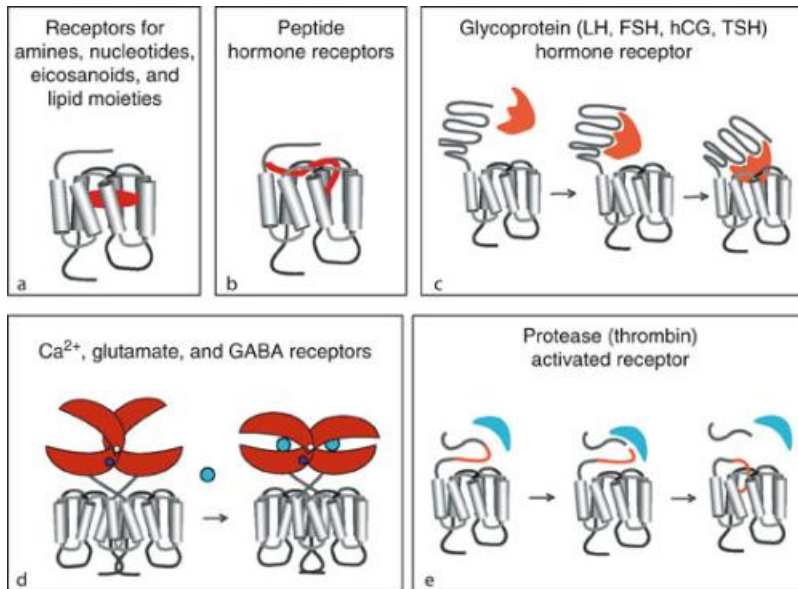 Receptors for
amines, nucleotides,
eicosanoids, and
lipid moieties
a
Peptide
hormone receptors
b
Glycoprotein (LH, FSH, hCG, TSH)
hormone receptor
c
Ca²⁺, glutamate, and GABA receptors
d
Protease (thrombin)
activated receptor
e